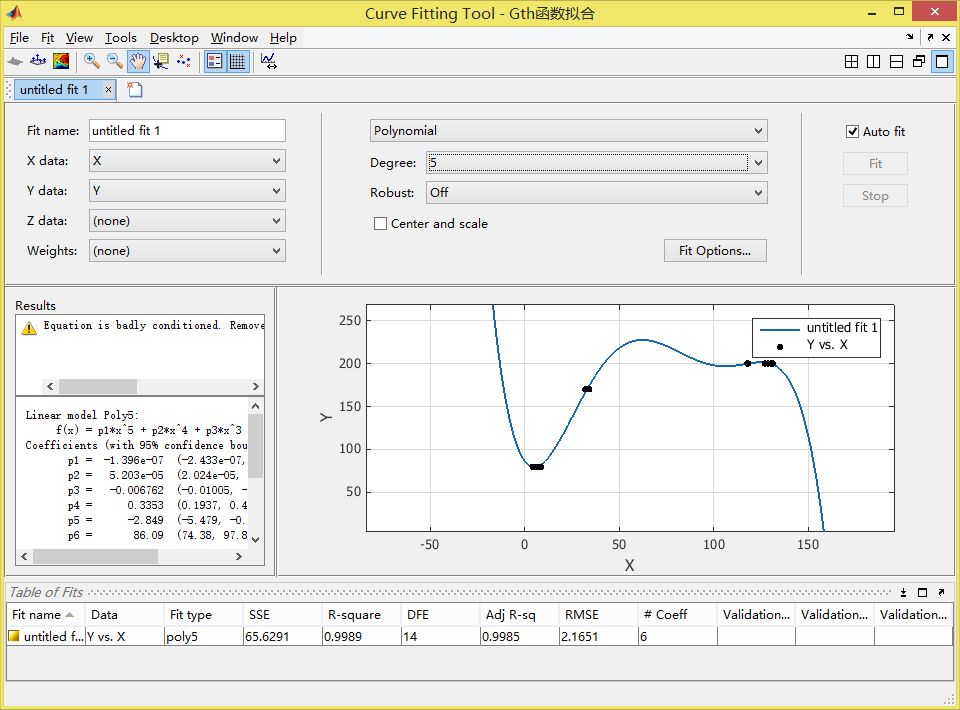 Curve Fitting Tool - Gth函数拟合
File Fit View Tools Desktop Window Help
untitled fit 1
Fit name: untitled fit 1
X data: X
Y data: Y
Z data: (none)
Weights: (none)
Polynomial
Degree: 5
Robust: Off
Center and scale
Fit Options...
Auto fit
Fit
Stop
Results
Equation is badly conditioned. Remove
Linear model Poly5:
f(x) = p1*x^5 + p2*x^4 + p3*x^3
Coefficients (with 95% confidence bou
p1 = -1.396e-07 (-2.433e-07,
p2 = 5.203e-05 (2.024e-05,
p3 = -0.006762 (-0.01005, -
p4 = 0.3353 (0.1937, 0.4
p5 = -2.849 (-5.479, -0.
p6 = 86.09 (74.38, 97.8
untitled fit 1
Y vs. X
250
200
150
100
50
Y
-50 0 50 100 150
X
Table of Fits
Fit name Data Fit type SSE R-square DFE Adj R-sq RMSE # Coeff Validation... Validation... Validation...
untitled f... Y vs. X poly5 65.6291 0.9989 14 0.9985 2.1651 6